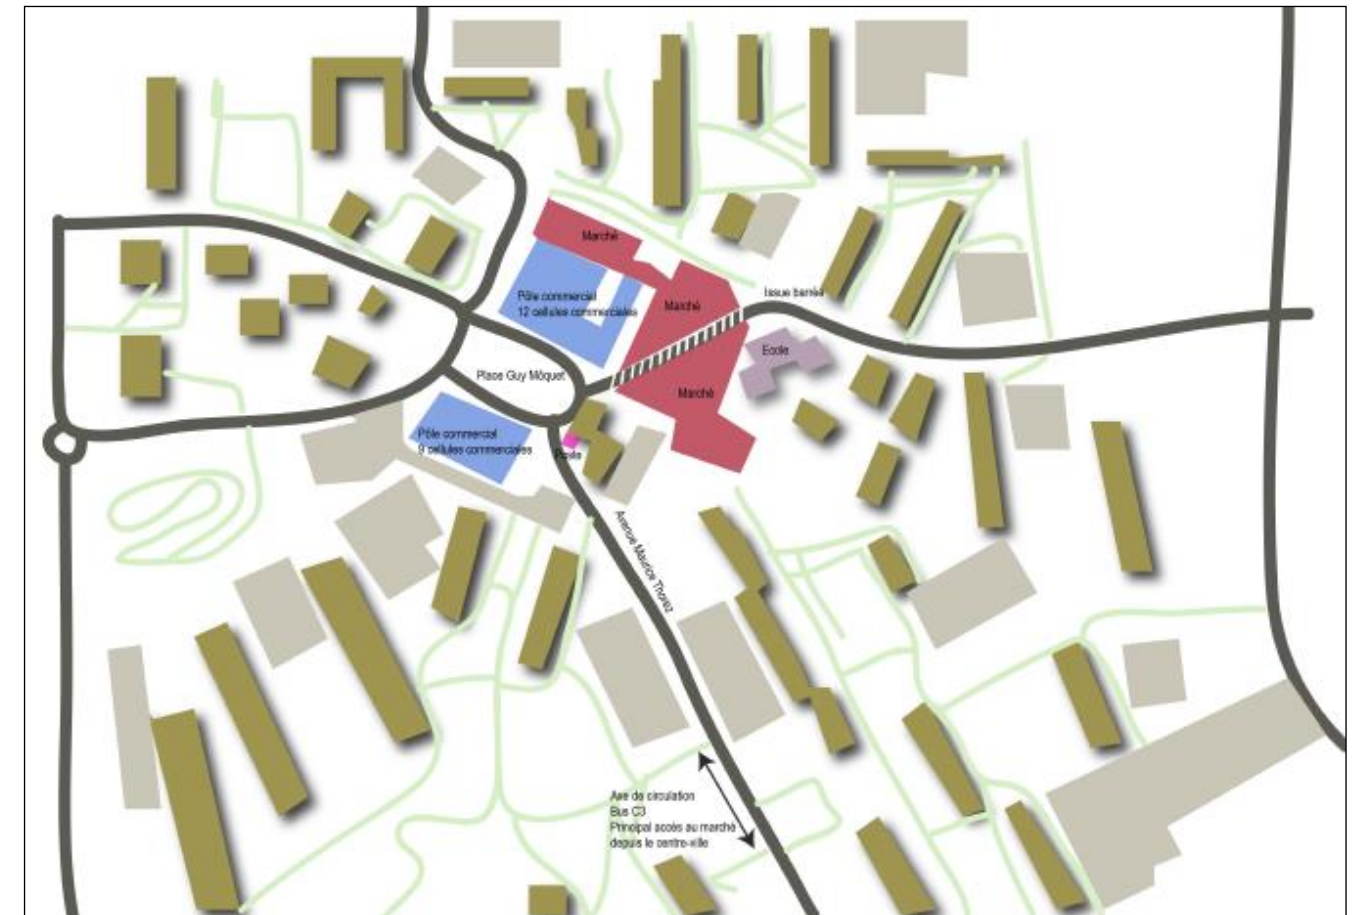 Marché
Pôle commercial
12 cellules commerciales
Marché
Issue barrée
Ecole
Place Guy Môquet
Marché
Pôle commercial
9 cellules commerciales
Poste
Avenue Maurice Thorez
Axe de circulation
Bus C3
Principal accès au marché
depuis le centre-ville